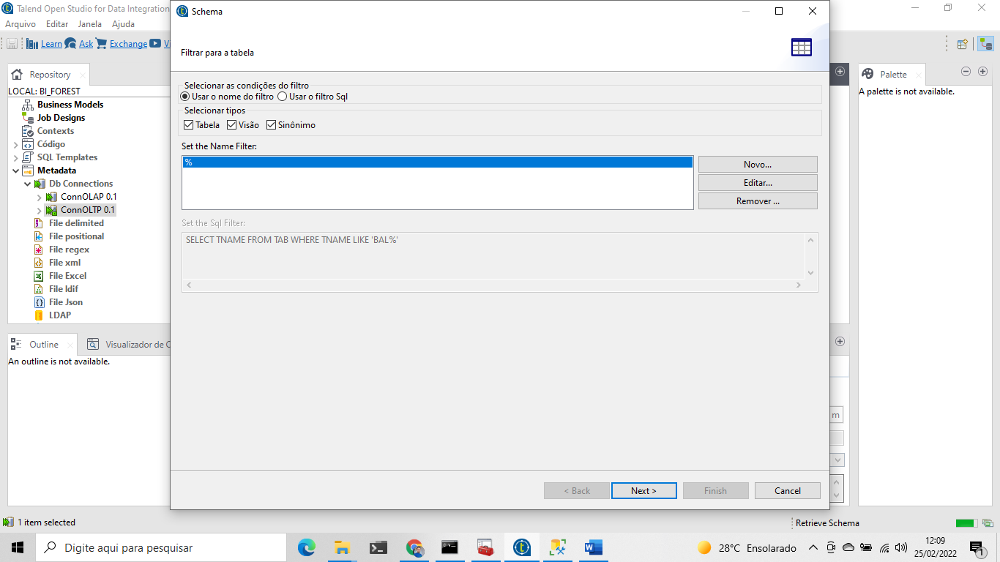 Talend Open Studio for Data Integration
Arquivo Editar Janela Ajuda
Learn Ask Exchange
Repository
LOCAL: BI_FOREST
Business Models
Job Designs
Contexts
Código
SQL Templates
Metadata
Db Connections
ConnOLAP 0.1
ConnOLTP 0.1
File delimited
File positional
File regex
File xml
File Excel
File ldif
File Json
LDAP
Outline
Visualizador de
An outline is not available.
1 item selected
Schema
Filtrar para a tabela
Selecionar as condições do filtro
Usar o nome do filtro Usar o filtro Sql
Selecionar tipos
Tabela Visão Sinônimo
Set the Name Filter:
%
Novo...
Editar...
Remover ...
Set the Sql Filter:
SELECT TNAME FROM TAB WHERE TNAME LIKE 'BAL%'
< Back Next > Finish Cancel
Palette
A palette is not available.
m
Retrieve Schema
Digite aqui para pesquisar
28°C Ensolarado
12:09
25/02/2022
1